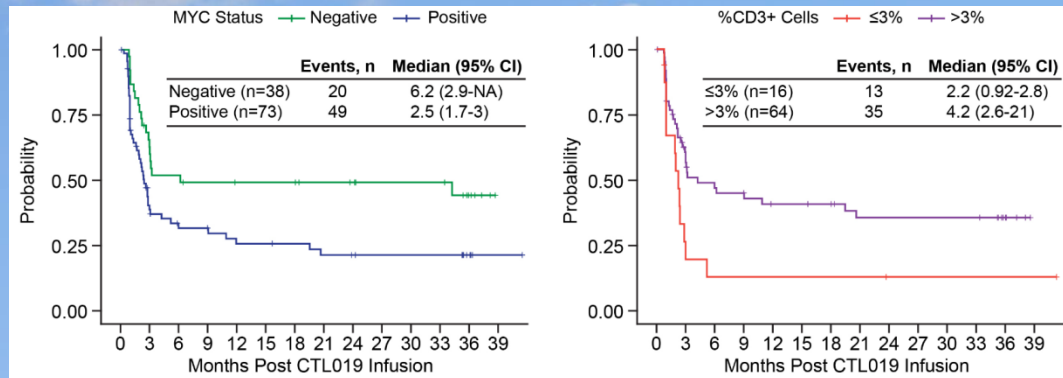 MYC Status Negative Positive
Probability
1.00
0.75
0.50
0.25
0.00
Events, n Median (95% CI)
Negative (n=38) 20 6.2 (2.9-NA)
Positive (n=73) 49 2.5 (1.7-3)
0 3 6 9 12 15 18 21 24 27 30 33 36 39
Months Post CTL019 Infusion
%CD3+ Cells ≤3% >3%
Probability
1.00
0.75
0.50
0.25
0.00
Events, n Median (95% CI)
≤3% (n=16) 13 2.2 (0.92-2.8)
>3% (n=64) 35 4.2 (2.6-21)
0 3 6 9 12 15 18 21 24 27 30 33 36 39
Months Post CTL019 Infusion